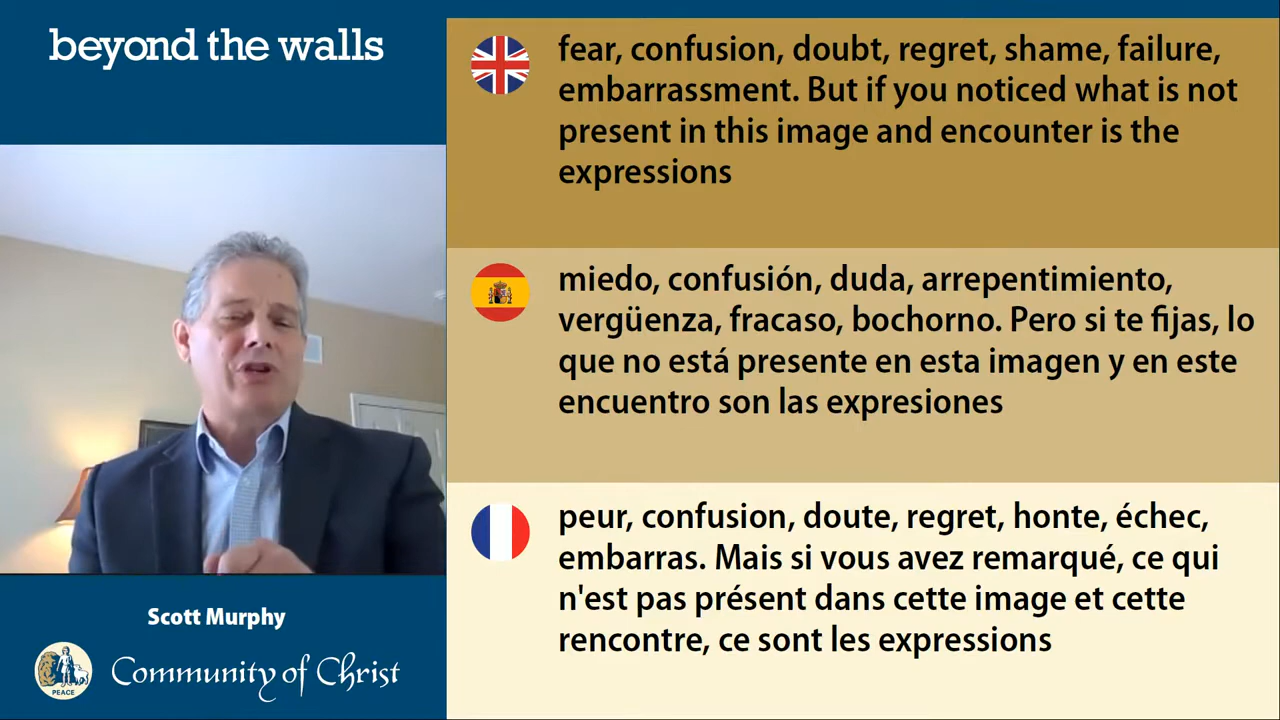 beyond the walls
fear, confusion, doubt, regret, shame, failure,
embarrassment. But if you noticed what is not
present in this image and encounter is the
expressions
miedo, confusión, duda, arrepentimiento,
vergüenza, fracaso, bochorno. Pero si te fijas, lo
que no está presente en esta imagen y en este
encuentro son las expresiones
peur, confusion, doute, regret, honte, échec,
embarras. Mais si vous avez remarqué, ce qui
n'est pas présent dans cette image et cette
rencontre, ce sont les expressions
Scott Murphy
PEACE
Community of Christ